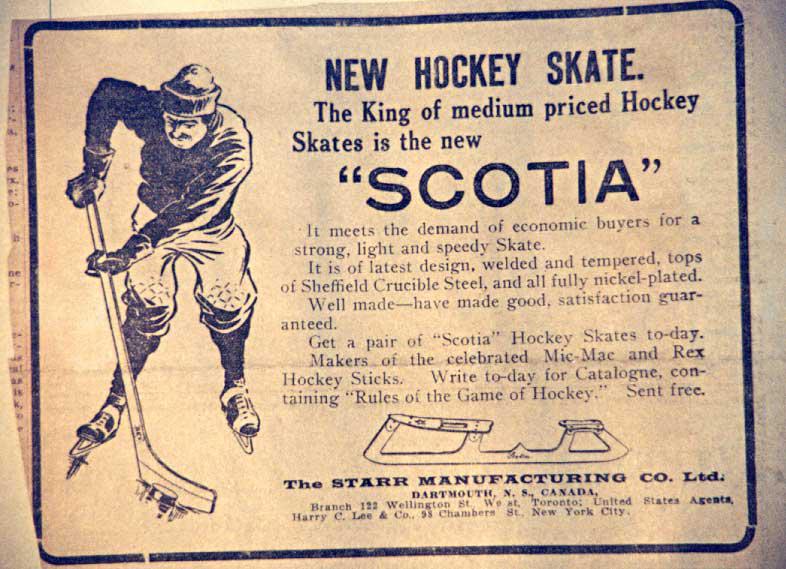 NEW HOCKEY SKATE.
The King of medium priced Hockey
Skates is the new
“SCOTIA”
It meets the demand of economic buyers for a
strong, light and speedy Skate.
It is of latest design, welded and tempered, tops
of Sheffield Crucible Steel, and all fully nickel-plated.
Well made—have made good, satisfaction guar-
anteed.
Get a pair of “Scotia” Hockey Skates to-day.
Makers of the celebrated Mic-Mac and Rex
Hockey Sticks. Write to-day for Catalogne, con-
taining “Rules of the Game of Hockey.” Sent free.
The STARR MANUFACTURING CO. Ltd.
DARTMOUTH, N. S., CANADA,
Branch 122 Wellington St. West, Toronto; United States Agents,
Harry C. Lee & Co., 98 Chambers St., New York City.